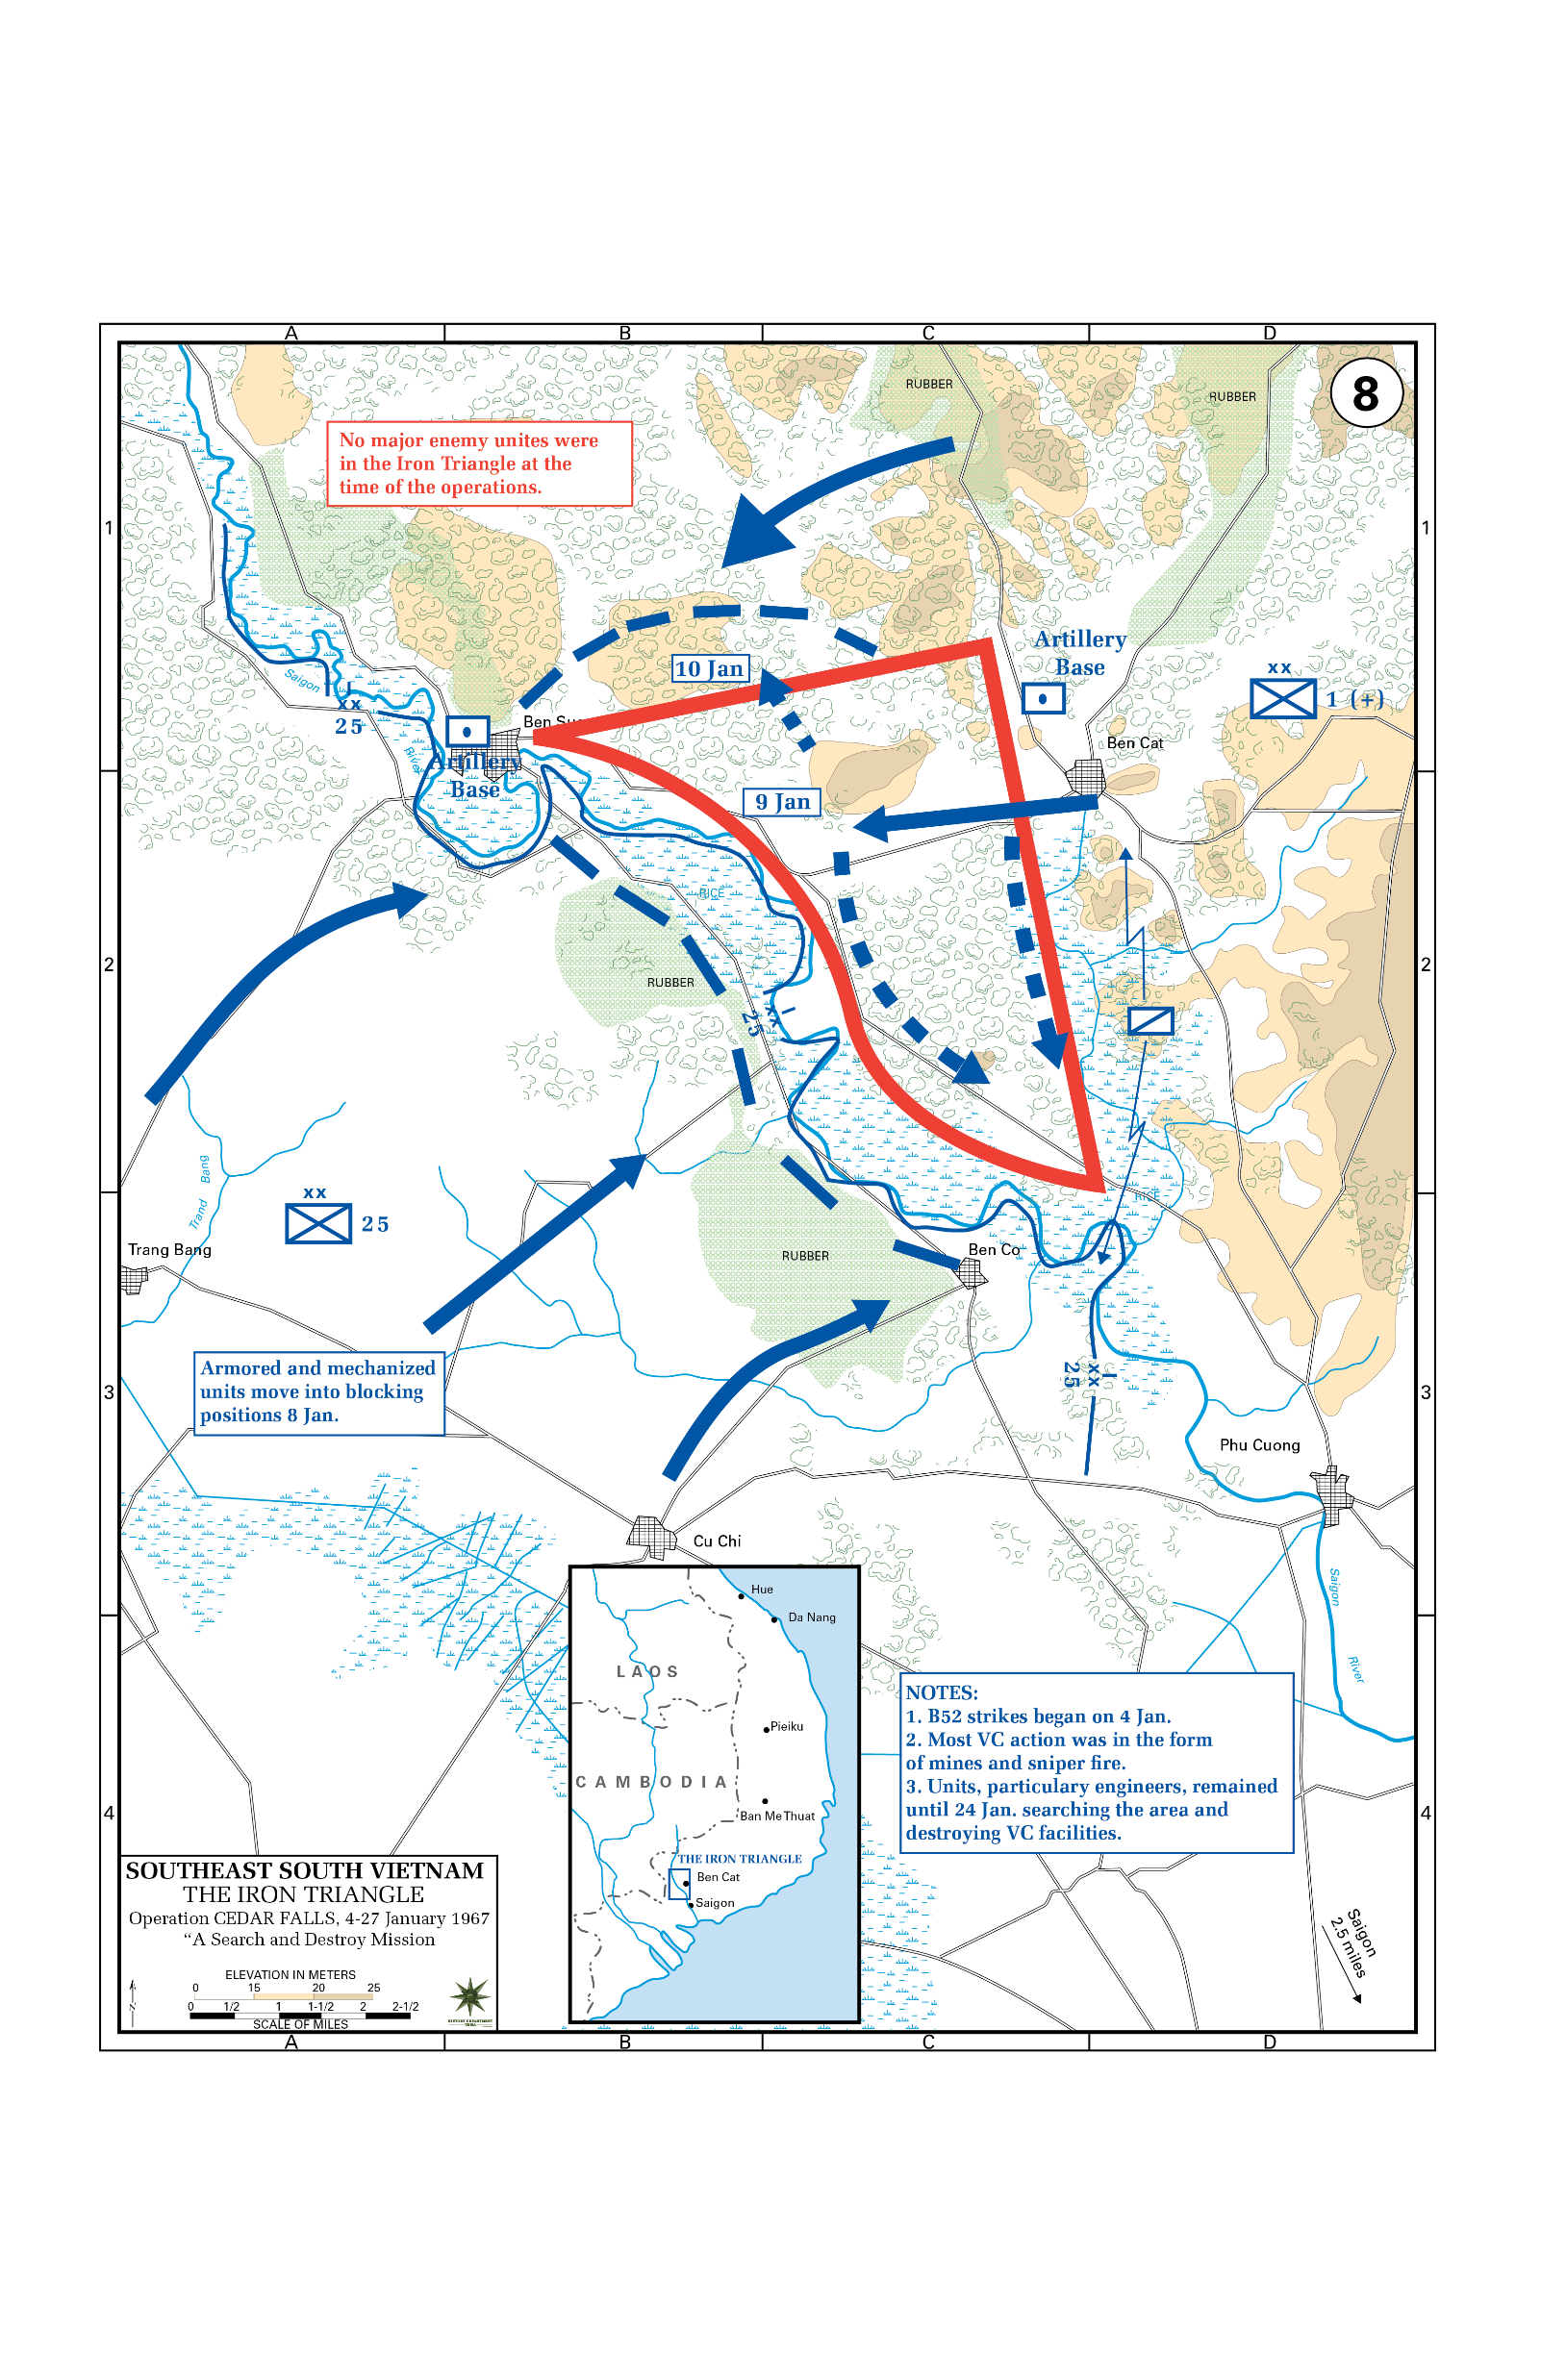 A
B
C
D
8
RUBBER
RUBBER
No major enemy unites were
in the Iron Triangle at the
time of the operations.
1
1
Artillery
Base
xx
1 (+)
10 Jan
Saigon
River
xx
25
Ben Su
Artillery
Base
Ben Cat
9 Jan
RICE
2
2
RUBBER
xx
25
Trand Bang
RICE
xx
25
Trang Bang
RUBBER
Ben Co
Armored and mechanized
units move into blocking
positions 8 Jan.
xx
25
3
3
Phu Cuong
Cu Chi
Saigon
River
Hue
Da Nang
LAOS
Pieiku
CAMBODIA
Ban Me Thuat
THE IRON TRIANGLE
Ben Cat
Saigon
NOTES:
1. B52 strikes began on 4 Jan.
2. Most VC action was in the form
of mines and sniper fire.
3. Units, particulary engineers, remained
until 24 Jan. searching the area and
destroying VC facilities.
4
4
SOUTHEAST SOUTH VIETNAM
THE IRON TRIANGLE
Operation CEDAR FALLS, 4-27 January 1967
“A Search and Destroy Mission
ELEVATION IN METERS
0 15 20 25
0 1/2 1 1-1/2 2 2-1/2
SCALE OF MILES
N
Saigon
2.5 miles
A
B
C
D